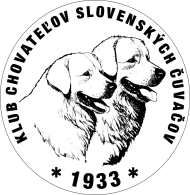 KLUB CHOVATEĽOV SLOVENSKÝCH ČUVAČOV
* 1933 *